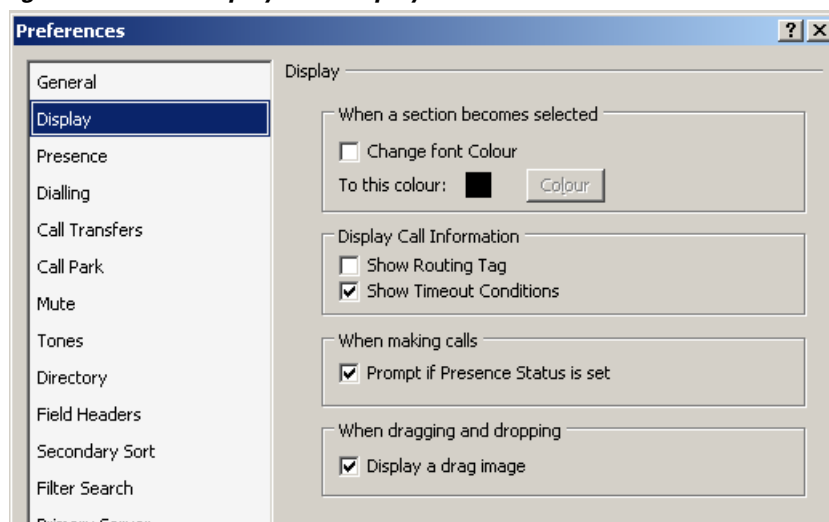 Preferences
General
Display
Presence
Dialling
Call Transfers
Call Park
Mute
Tones
Directory
Field Headers
Secondary Sort
Filter Search
Display
When a section becomes selected
Change font Colour
To this colour:
Colour
Display Call Information
Show Routing Tag
Show Timeout Conditions
When making calls
Prompt if Presence Status is set
When dragging and dropping
Display a drag image